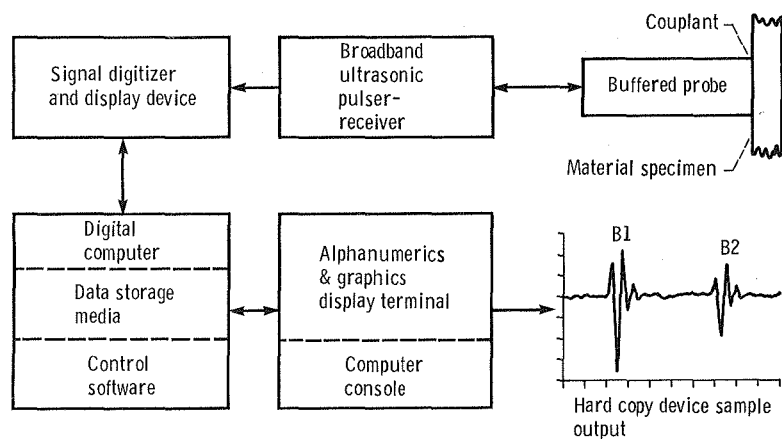 Signal digitizer
and display device
Broadband
ultrasonic
pulser-
receiver
Couplant
Buffered probe
Material specimen
Digital
computer
Data storage
media
Control
software
Alphanumerics
& graphics
display terminal
Computer
console
B1
B2
Hard copy device sample
output